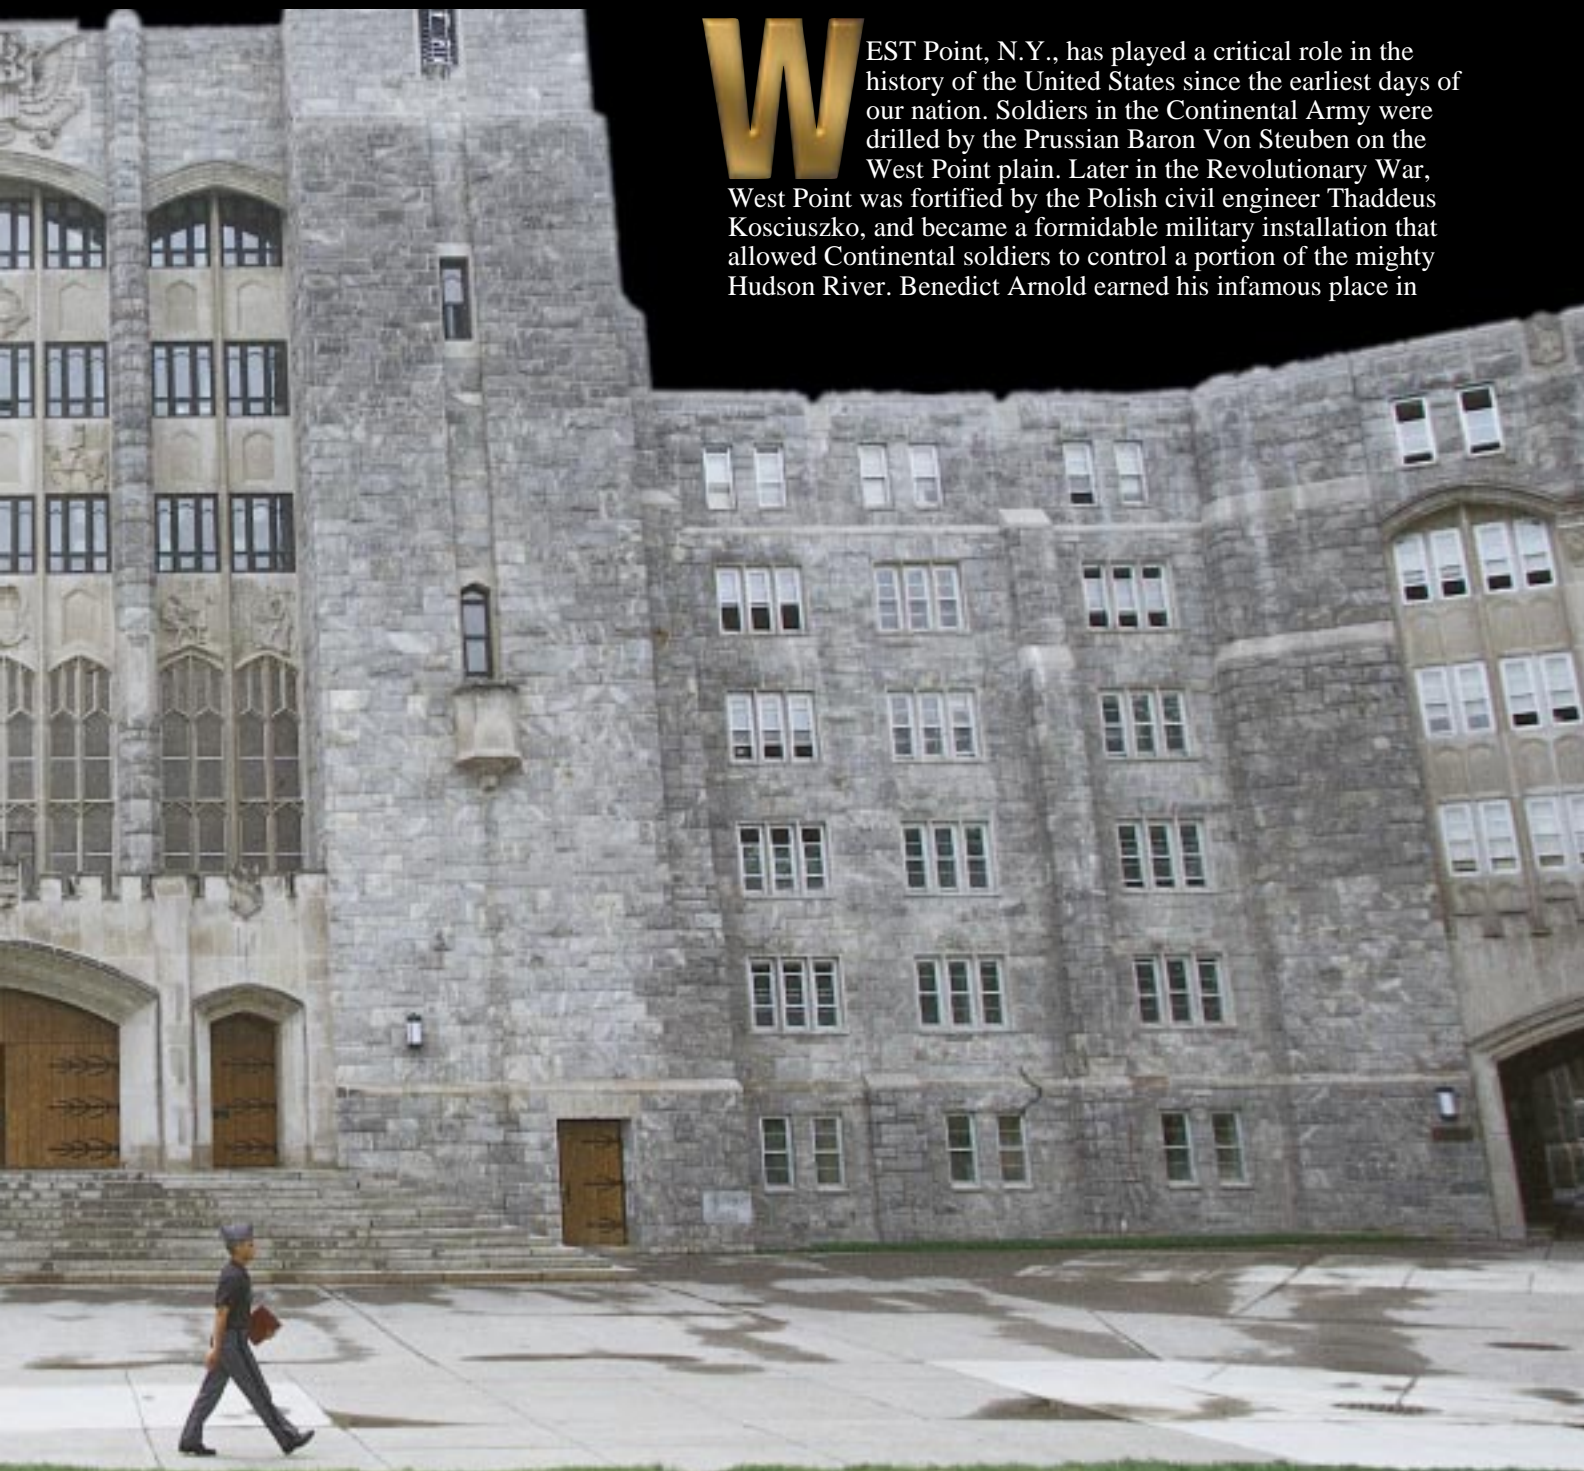 WEST Point, N.Y., has played a critical role in the
history of the United States since the earliest days of
our nation. Soldiers in the Continental Army were
drilled by the Prussian Baron Von Steuben on the
West Point plain. Later in the Revolutionary War,
West Point was fortified by the Polish civil engineer Thaddeus
Kosciuszko, and became a formidable military installation that
allowed Continental soldiers to control a portion of the mighty
Hudson River. Benedict Arnold earned his infamous place in